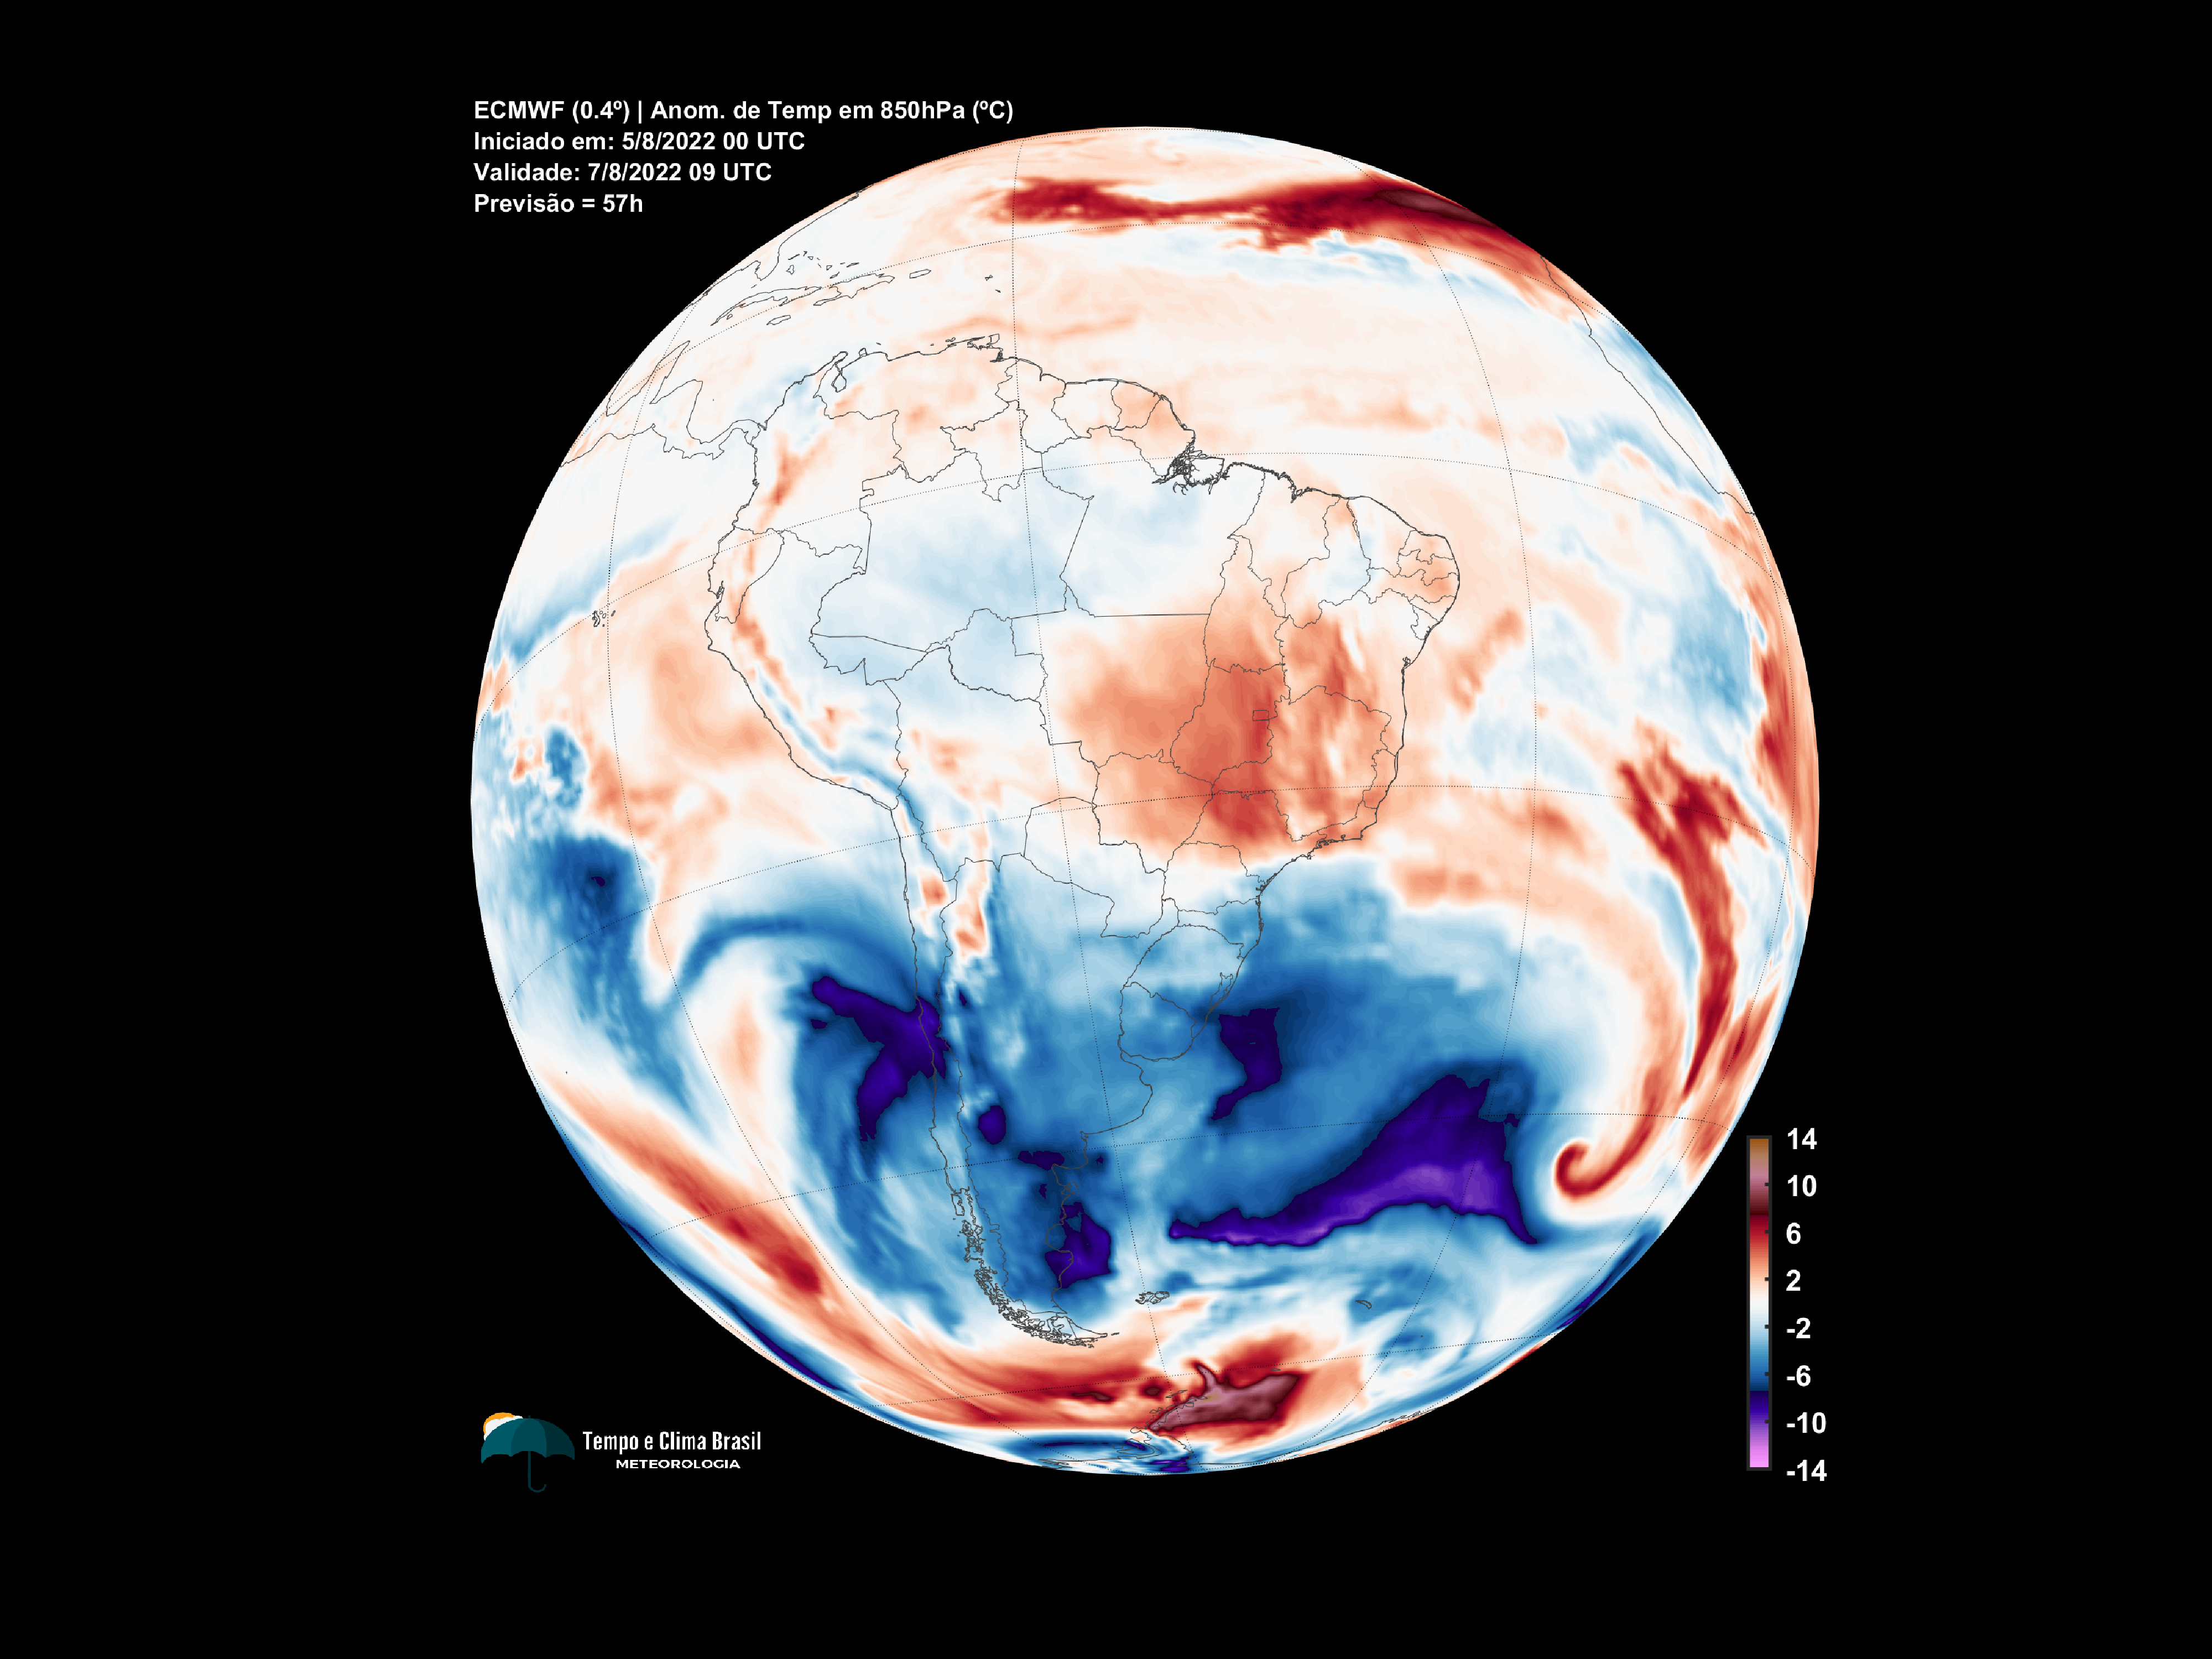 ECMWF (0.4º) | Anom. de Temp em 850hPa (ºC)
Iniciado em: 5/8/2022 00 UTC
Validade: 7/8/2022 09 UTC
Previsão = 57h
14
10
6
2
-2
-6
-10
-14
Tempo e Clima Brasil
METEOROLOGIA